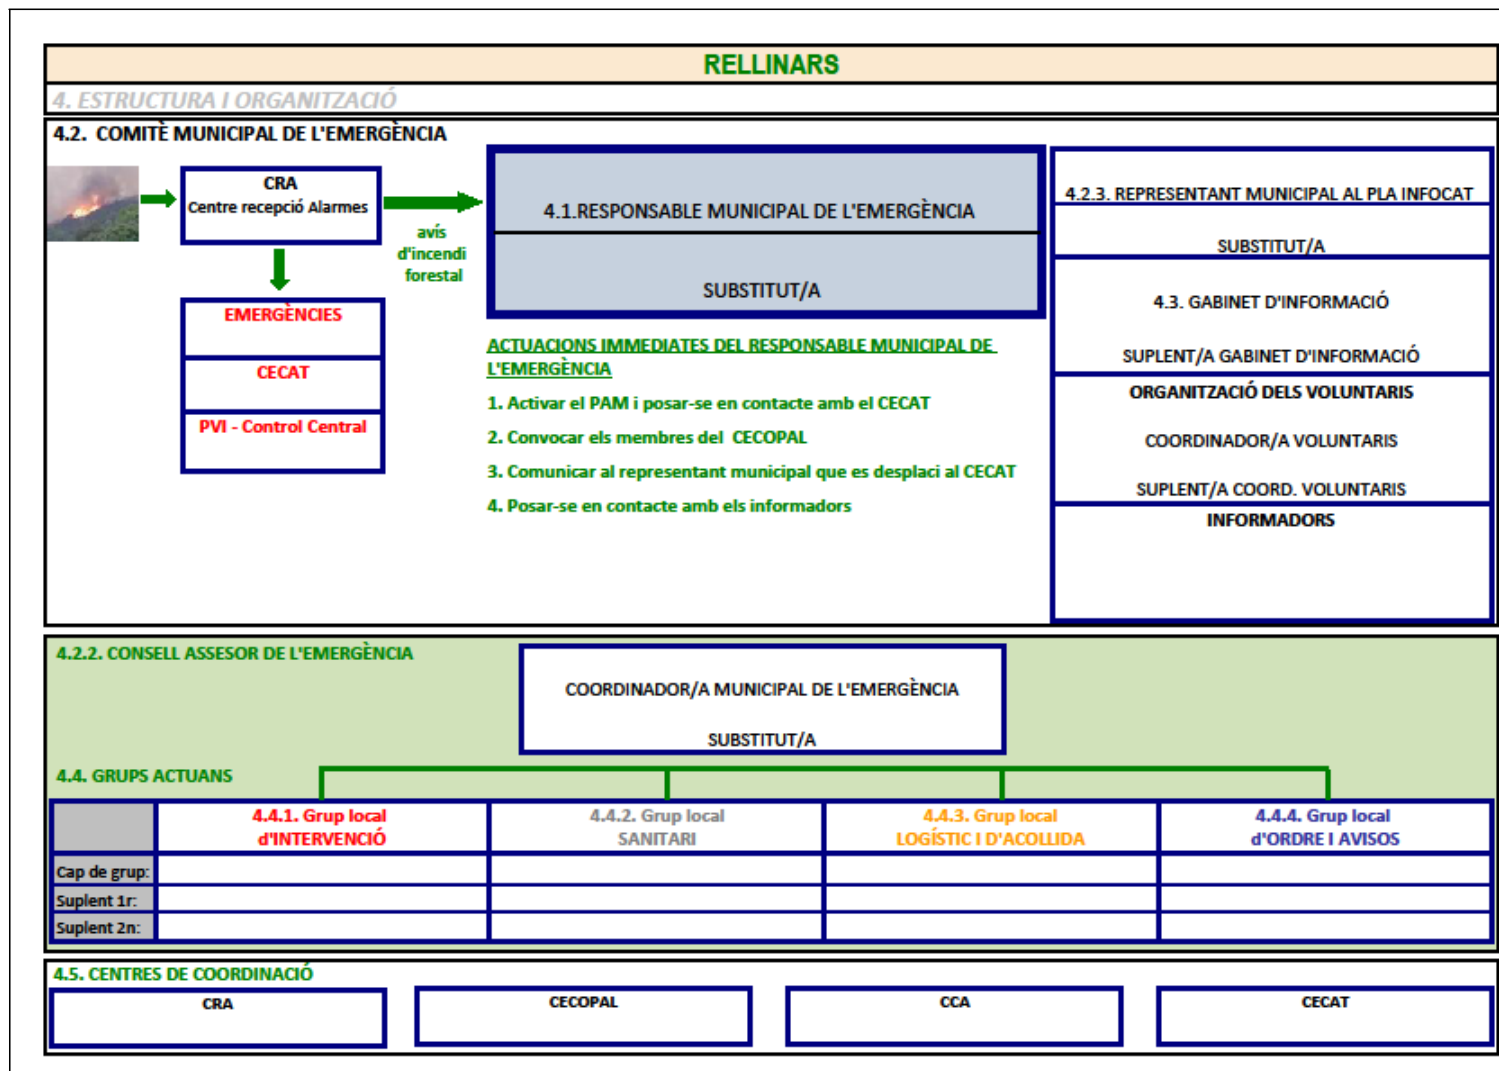 RELLINARS
4. ESTRUCTURA I ORGANITZACIÓ
4.2. COMITÈ MUNICIPAL DE L'EMERGÈNCIA
CRA
Centre recepció Alarmes
avís
d'incendi
forestal
EMERGÈNCIES
CECAT
PVI - Control Central
4.1.RESPONSABLE MUNICIPAL DE L'EMERGÈNCIA
SUBSTITUT/A
ACTUACIONS IMMEDIATES DEL RESPONSABLE MUNICIPAL DE
L'EMERGÈNCIA
1. Activar el PAM i posar-se en contacte amb el CECAT
2. Convocar els membres del CECOPAL
3. Comunicar al representant municipal que es desplaci al CECAT
4. Posar-se en contacte amb els informadors
4.2.3. REPRESENTANT MUNICIPAL AL PLA INFOCAT
SUBSTITUT/A
4.3. GABINET D'INFORMACIÓ
SUPLENT/A GABINET D'INFORMACIÓ
ORGANITZACIÓ DELS VOLUNTARIS
COORDINADOR/A VOLUNTARIS
SUPLENT/A COORD. VOLUNTARIS
INFORMADORS
4.2.2. CONSELL ASSESOR DE L'EMERGÈNCIA
COORDINADOR/A MUNICIPAL DE L'EMERGÈNCIA
SUBSTITUT/A
4.4. GRUPS ACTUANS
4.4.1. Grup local
d'INTERVENCIÓ
4.4.2. Grup local
SANITARI
4.4.3. Grup local
LOGÍSTIC I D'ACOLLIDA
4.4.4. Grup local
d'ORDRE I AVISOS
Cap de grup:
Suplent 1r:
Suplent 2n:
4.5. CENTRES DE COORDINACIÓ
CRA
CECOPAL
CCA
CECAT